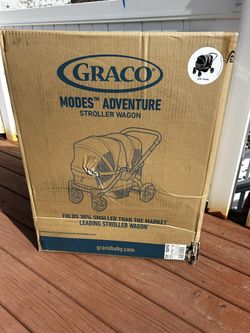 GRACO
MODES™ ADVENTURE
STROLLER WAGON
FOLDS 30% SMALLER THAN THE MARKET
LEADING STROLLER WAGON
gracobaby.com